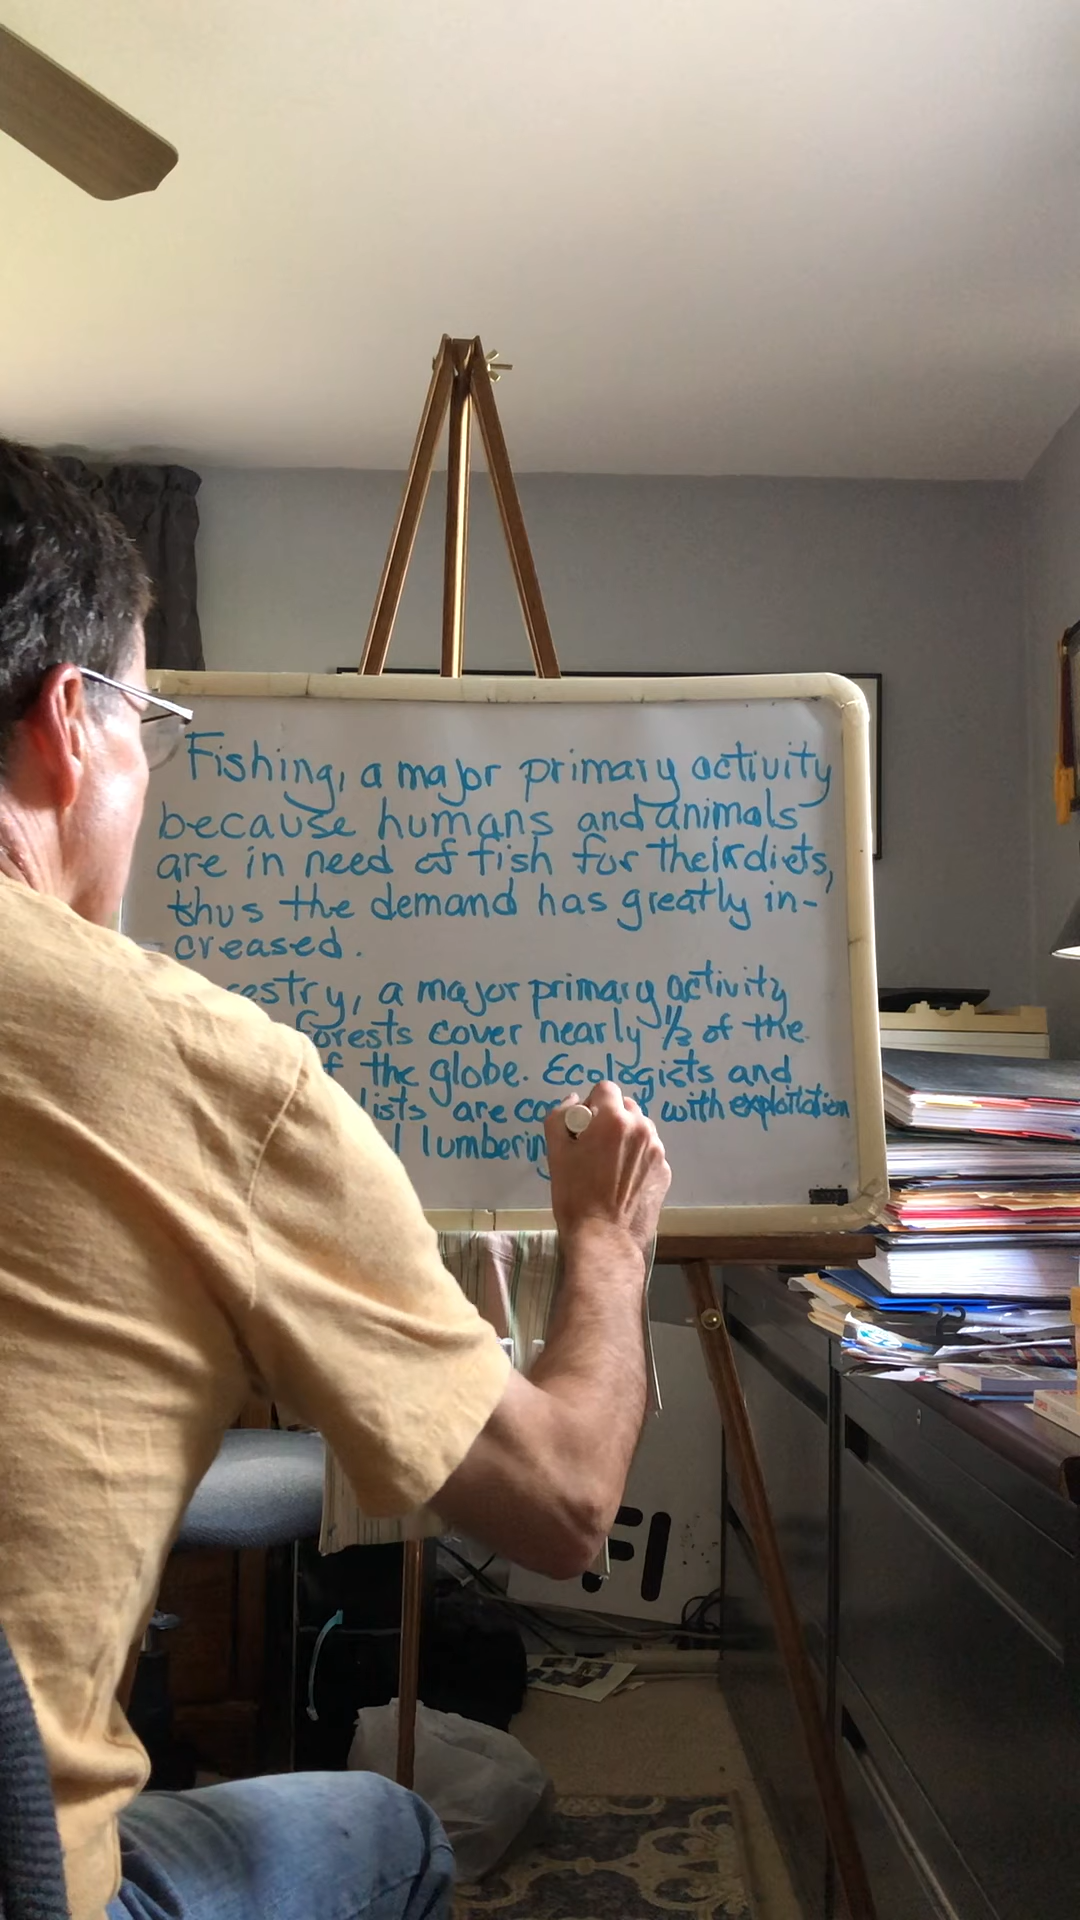 Fishing, a major primary activity
because humans and animals
are in need of fish for their diets,
thus the demand has greatly in-
-creased.
estry, a major primary activity
forests cover nearly 1/2 of the
f the globe. Ecologists and
lists are with exploitation
lumbering